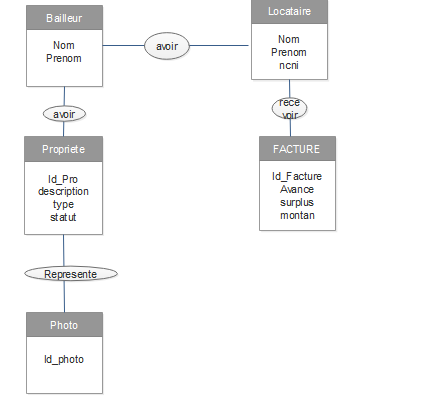 Bailleur
Nom
Prenom
avoir
Locataire
Nom
Prenom
ncni
avoir
rece
voir
Propriete
Id_Pro
description
type
statut
FACTURE
Id_Facture
Avance
surplus
montan
Represente
Photo
Id_photo